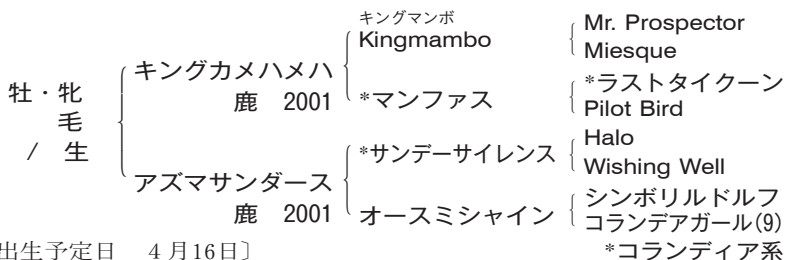 牡・牝
毛
/ 生
キングカメハメハ
鹿 2001
アズマサンダース
鹿 2001
キングマンボ
Kingmambo
*マンファス
*サンデーサイレンス
オースミシャイン
Mr. Prospector
Miesque
*ラストタイクーン
Pilot Bird
Halo
Wishing Well
シンボリルドルフ
コランデアガール(9)
出生予定日 4月16日〕
*コランディア系